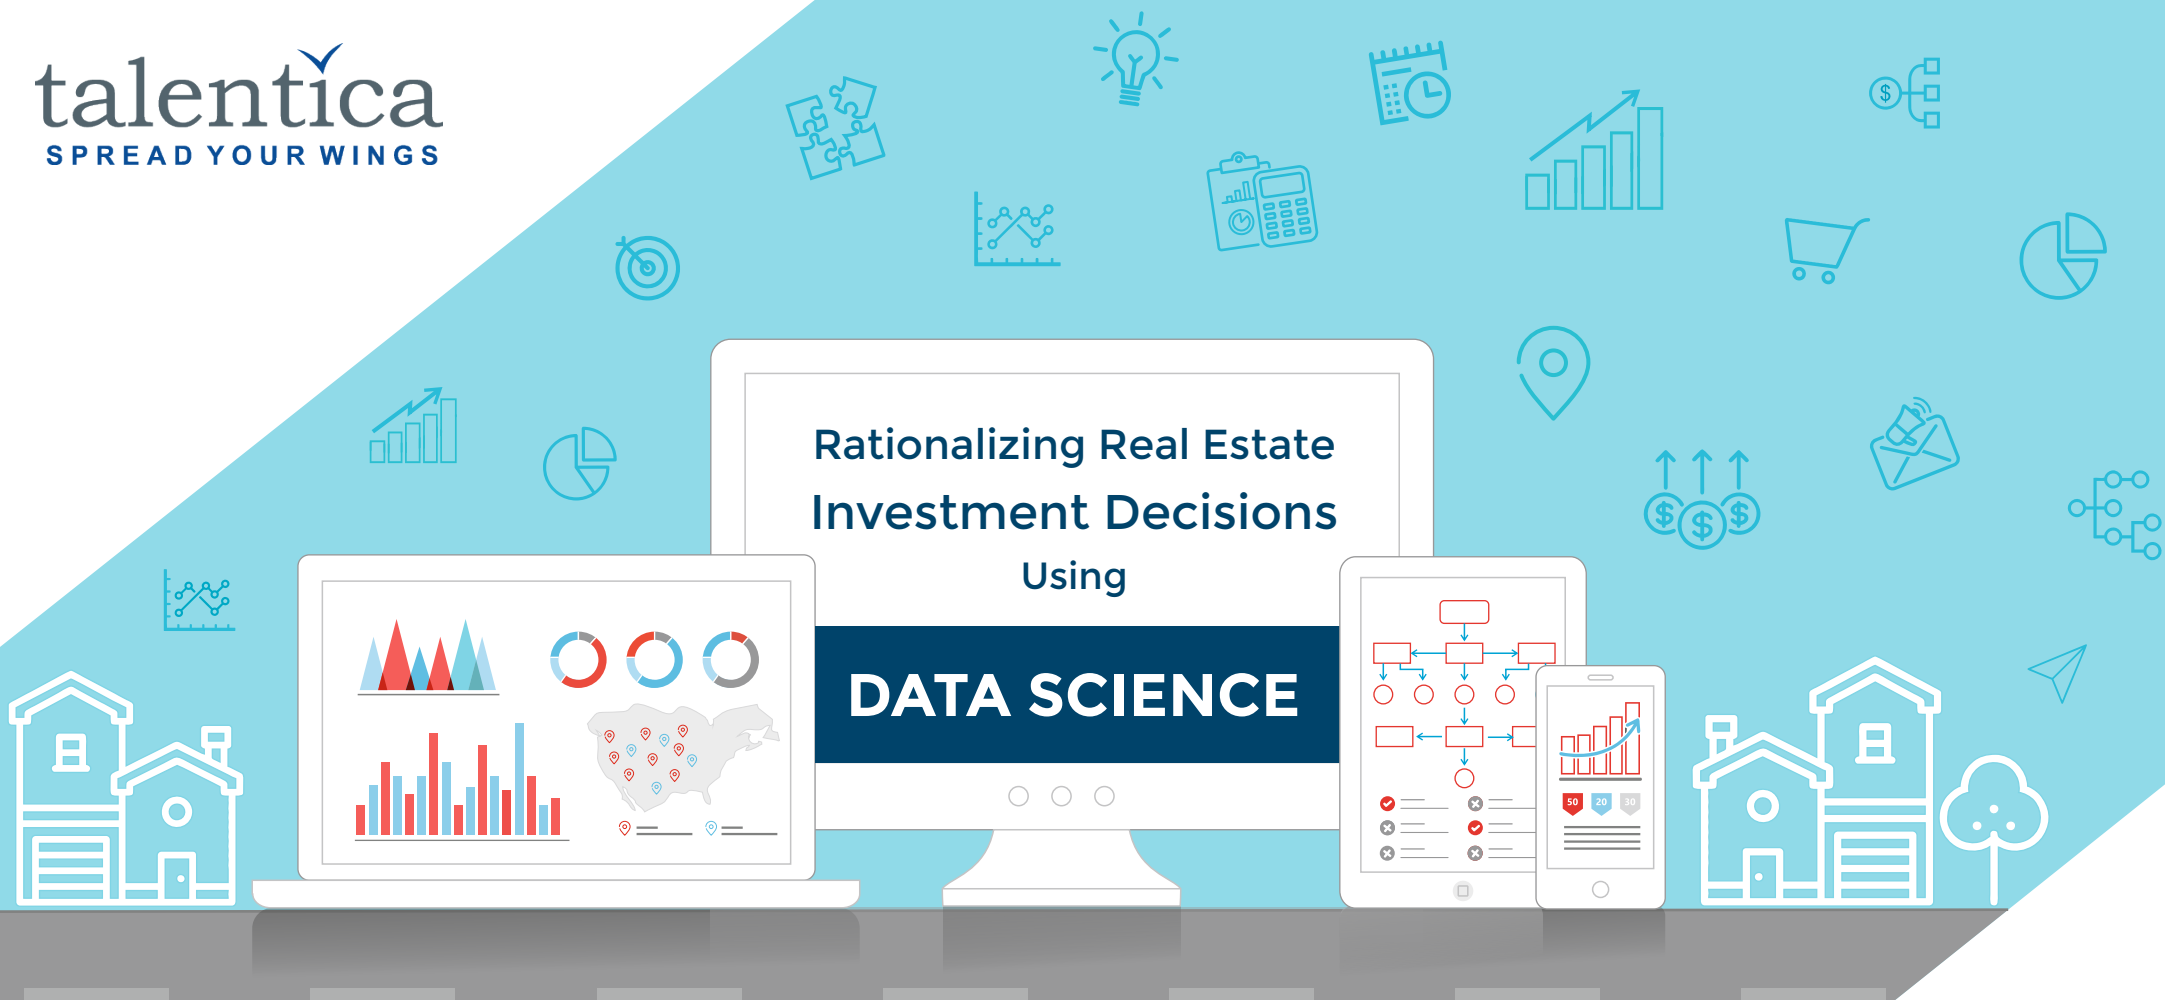 talentica
SPREAD YOUR WINGS
Rationalizing Real Estate
Investment Decisions
Using
DATA SCIENCE
50 20 30
$
$ $ $